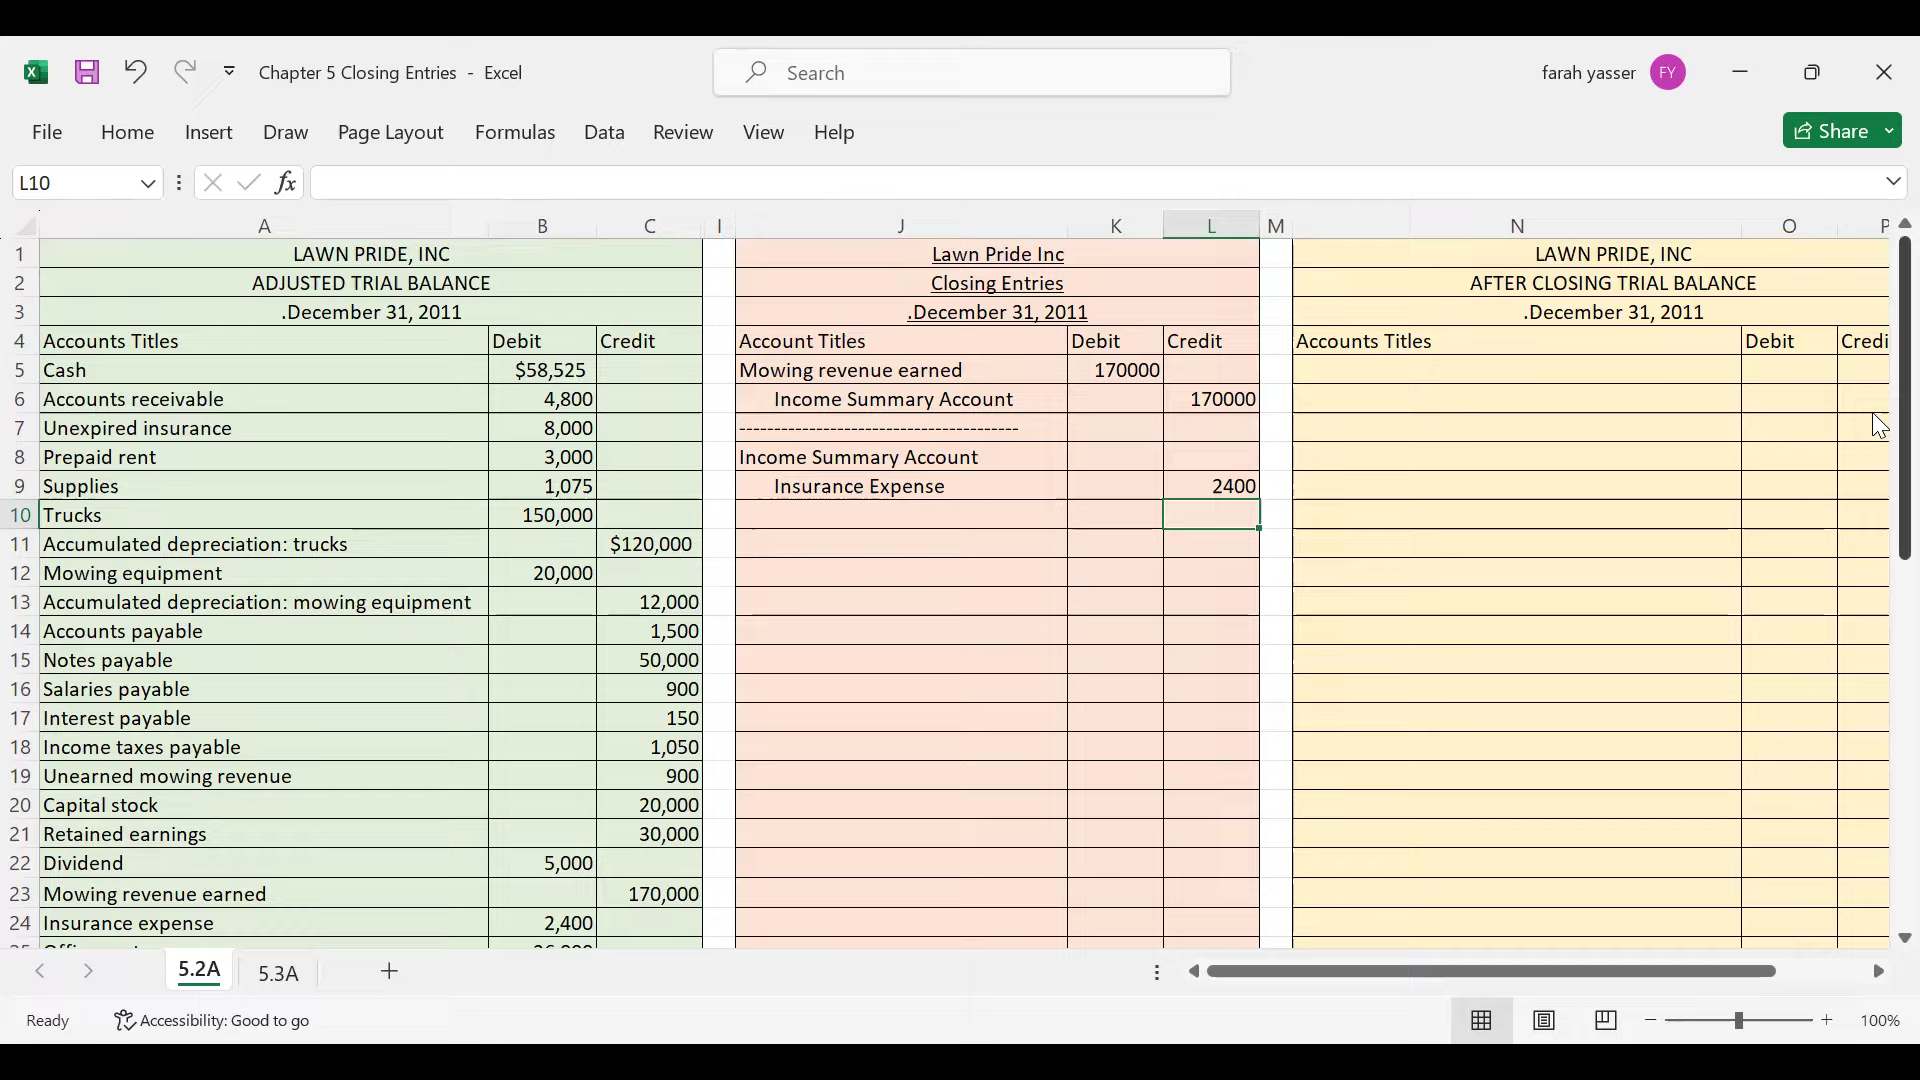 Chapter 5 Closing Entries - Excel
Search
farah yasser FY
File Home Insert Draw Page Layout Formulas Data Review View Help
Share
L10
fx
A B C I J K L M N O P
1 LAWN PRIDE, INC Lawn Pride Inc LAWN PRIDE, INC
2 ADJUSTED TRIAL BALANCE Closing Entries AFTER CLOSING TRIAL BALANCE
3 .December 31, 2011 .December 31, 2011 .December 31, 2011
4 Accounts Titles Debit Credit Account Titles Debit Credit Accounts Titles Debit Credi
5 Cash $58,525 Mowing revenue earned 170000
6 Accounts receivable 4,800 Income Summary Account 170000
7 Unexpired insurance 8,000 ----------------------------------------
8 Prepaid rent 3,000 Income Summary Account
9 Supplies 1,075 Insurance Expense 2400
10 Trucks 150,000
11 Accumulated depreciation: trucks $120,000
12 Mowing equipment 20,000
13 Accumulated depreciation: mowing equipment 12,000
14 Accounts payable 1,500
15 Notes payable 50,000
16 Salaries payable 900
17 Interest payable 150
18 Income taxes payable 1,050
19 Unearned mowing revenue 900
20 Capital stock 20,000
21 Retained earnings 30,000
22 Dividend 5,000
23 Mowing revenue earned 170,000
24 Insurance expense 2,400
5.2A 5.3A
Ready Accessibility: Good to go 100%